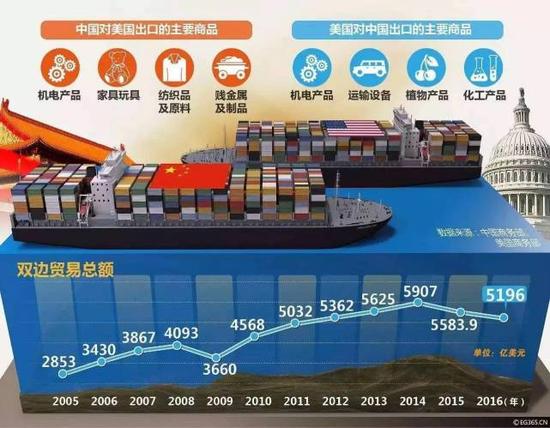 中国对美国出口的主要商品
机电产品
家具玩具
纺织品
及原料
贱金属
及制品
美国对中国出口的主要商品
机电产品
运输设备
植物产品
化工产品
数据来源：中国商务部、
美国商务部
双边贸易总额
2853
3430
3867
4093
3660
4568
5032
5362
5625
5907
5583.9
5196
单位：亿美元
2005 2006 2007 2008 2009 2010 2011 2012 2013 2014 2015 2016(年)
©EG365.CN